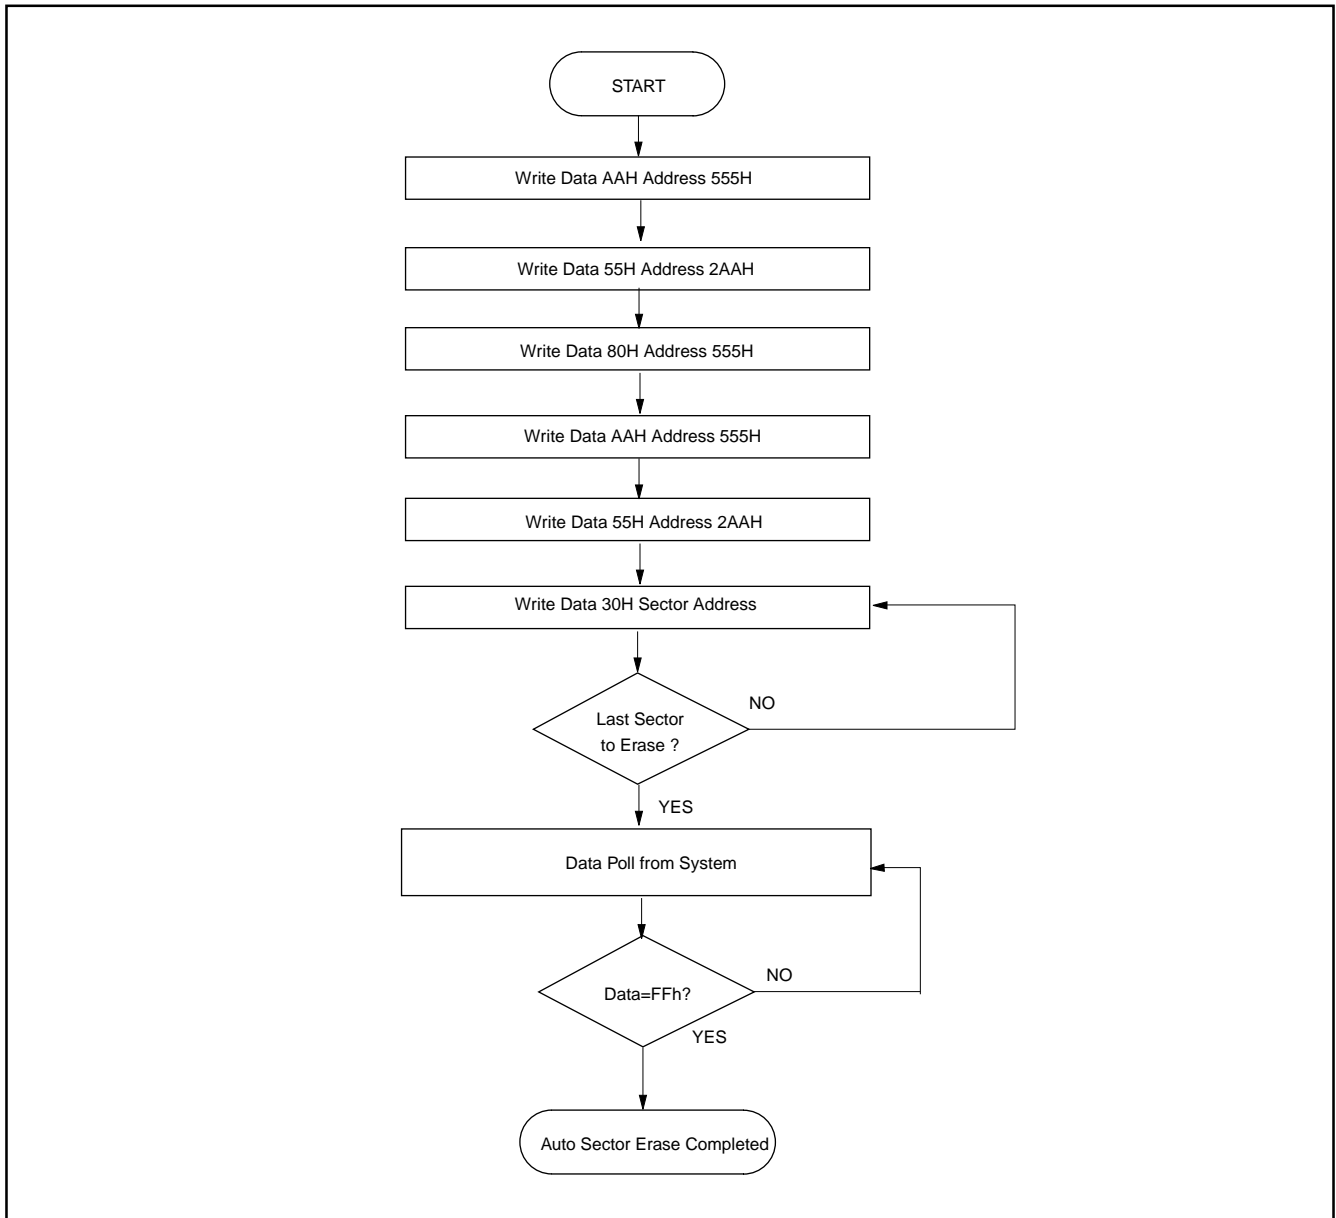 START
Write Data AAH Address 555H
Write Data 55H Address 2AAH
Write Data 80H Address 555H
Write Data AAH Address 555H
Write Data 55H Address 2AAH
Write Data 30H Sector Address
NO
Last Sector
to Erase ?
YES
Data Poll from System
NO
Data=FFh?
YES
Auto Sector Erase Completed